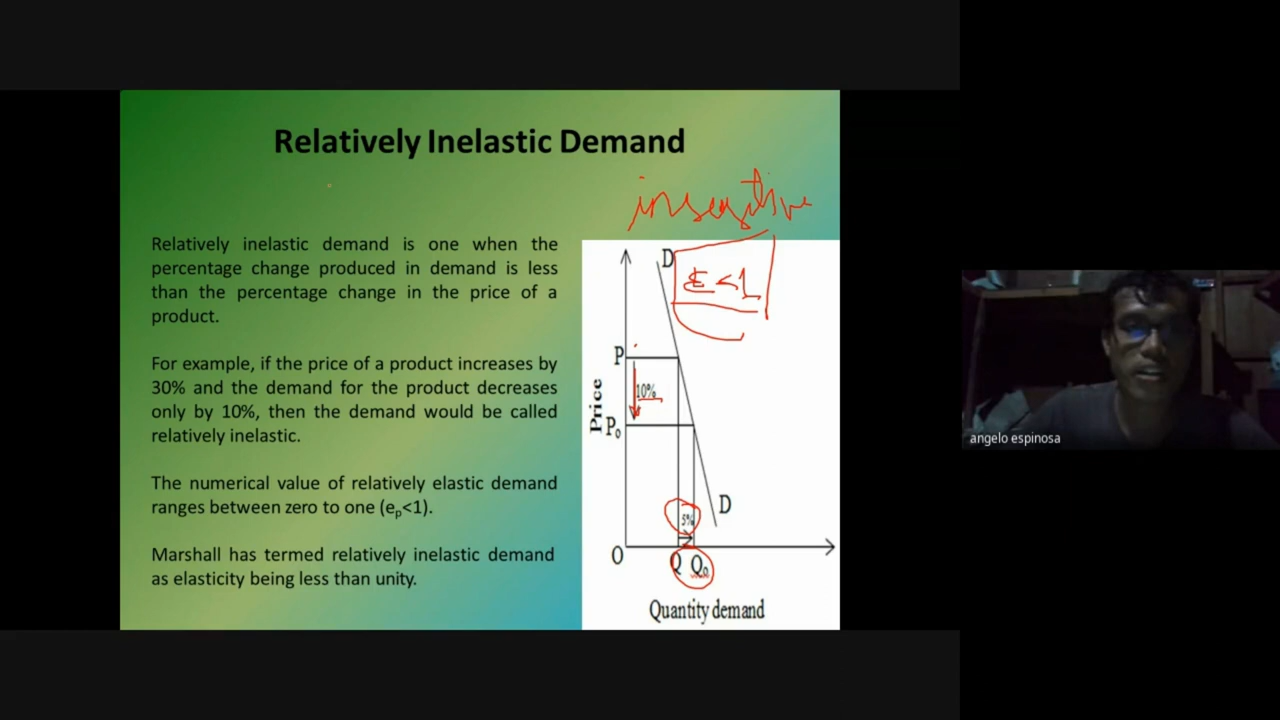 Relatively Inelastic Demand
insensitive
Relatively inelastic demand is one when the
percentage change produced in demand is less
than the percentage change in the price of a
product.
For example, if the price of a product increases by
30% and the demand for the product decreases
only by 10%, then the demand would be called
relatively inelastic.
The numerical value of relatively elastic demand
ranges between zero to one (ep<1).
Marshall has termed relatively inelastic demand
as elasticity being less than unity.
D
E<1
P
10%
Price
P0
D
5%
O
Q Q0
Quantity demand
angelo espinosa